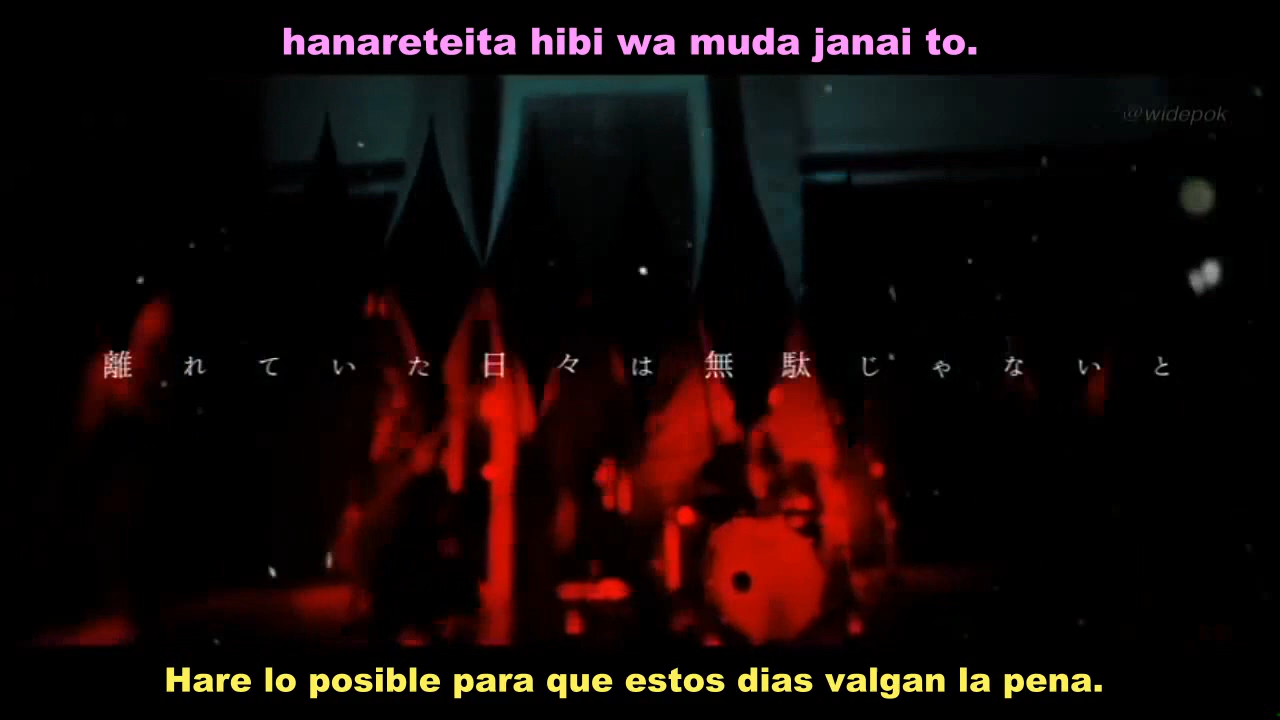 hanareteita hibi wa muda janai to.
@widepok
離れていた日々は無駄じゃないと
Hare lo posible para que estos dias valgan la pena.